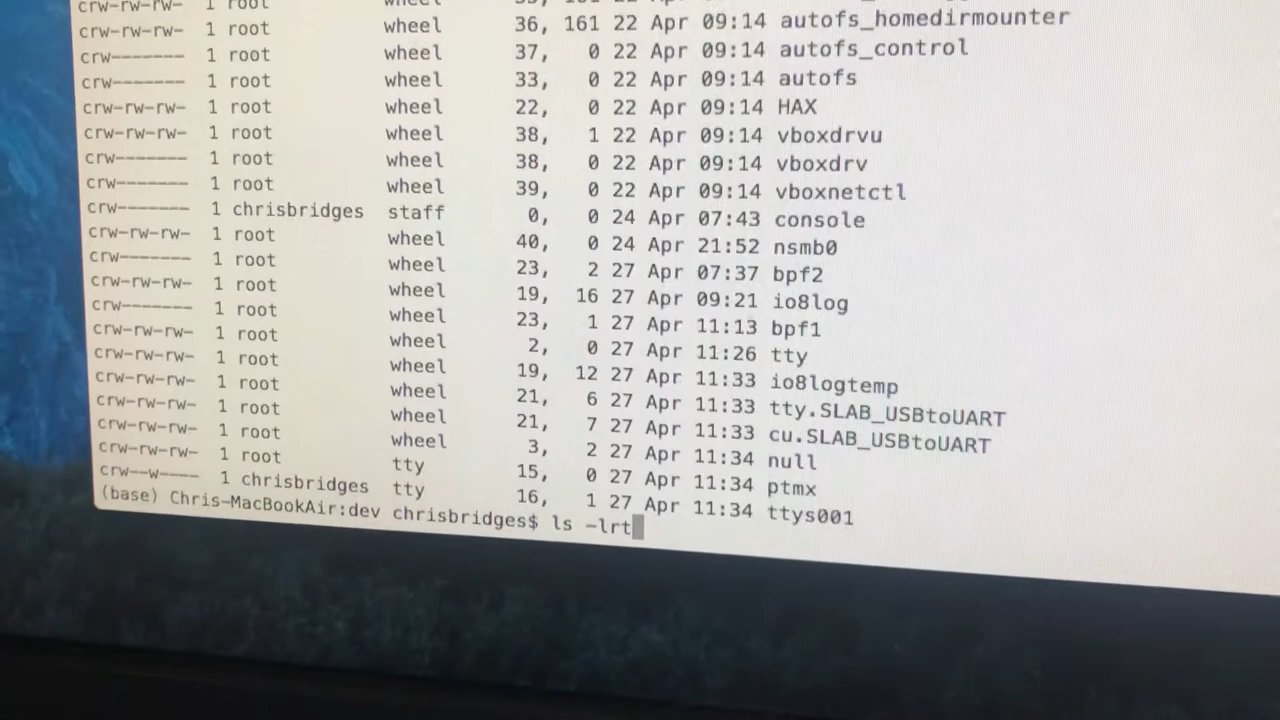 crw-rw-rw- 1 root wheel
crw-rw-rw- 1 root wheel 36, 161 22 Apr 09:14 autofs_homedirmounter
crw------- 1 root wheel 37, 0 22 Apr 09:14 autofs_control
crw------- 1 root wheel 33, 0 22 Apr 09:14 autofs
crw-rw-rw- 1 root wheel 22, 0 22 Apr 09:14 HAX
crw-rw-rw- 1 root wheel 38, 1 22 Apr 09:14 vboxdrvu
crw------- 1 root wheel 38, 0 22 Apr 09:14 vboxdrv
crw------- 1 root wheel 39, 0 22 Apr 09:14 vboxnetctl
crw------- 1 chrisbridges staff 0, 0 24 Apr 07:43 console
crw-rw-rw- 1 root wheel 40, 0 24 Apr 21:52 nsmb0
crw------- 1 root wheel 23, 2 27 Apr 07:37 bpf2
crw-rw-rw- 1 root wheel 19, 16 27 Apr 09:21 io8log
crw------- 1 root wheel 23, 1 27 Apr 11:13 bpf1
crw-rw-rw- 1 root wheel 2, 0 27 Apr 11:26 tty
crw-rw-rw- 1 root wheel 19, 12 27 Apr 11:33 io8logtemp
crw-rw-rw- 1 root wheel 21, 6 27 Apr 11:33 tty.SLAB_USBtoUART
crw-rw-rw- 1 root wheel 21, 7 27 Apr 11:33 cu.SLAB_USBtoUART
crw-rw-rw- 1 root wheel 3, 2 27 Apr 11:34 null
crw-rw-rw- 1 root tty 15, 0 27 Apr 11:34 ptmx
crw--w---- 1 chrisbridges tty 16, 1 27 Apr 11:34 ttys001
(base) Chris-MacBookAir:dev chrisbridges$ ls -lrt